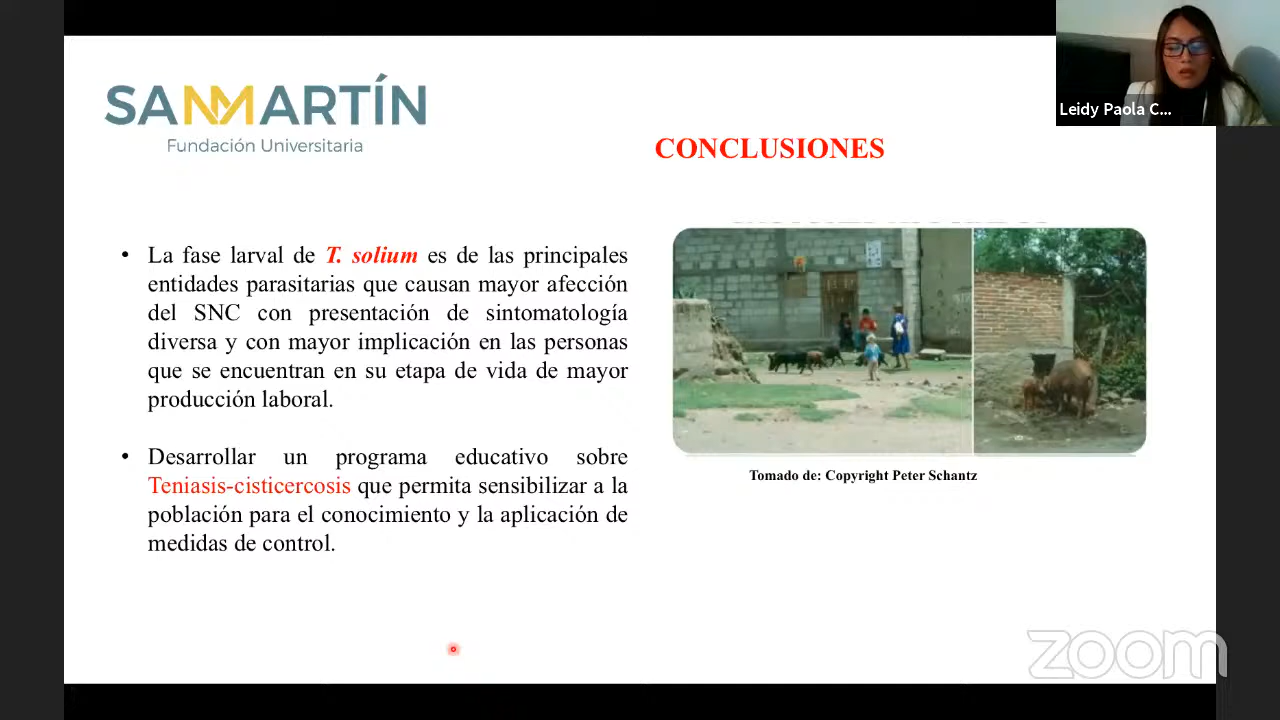 SANMARTÍN
Fundación Universitaria
Leidy Paola C...
CONCLUSIONES
• La fase larval de T. solium es de las principales
entidades parasitarias que causan mayor afección
del SNC con presentación de sintomatología
diversa y con mayor implicación en las personas
que se encuentran en su etapa de vida de mayor
producción laboral.
• Desarrollar un programa educativo sobre
Teniasis-cisticercosis que permita sensibilizar a la
población para el conocimiento y la aplicación de
medidas de control.
Tomado de: Copyright Peter Schantz
zoom